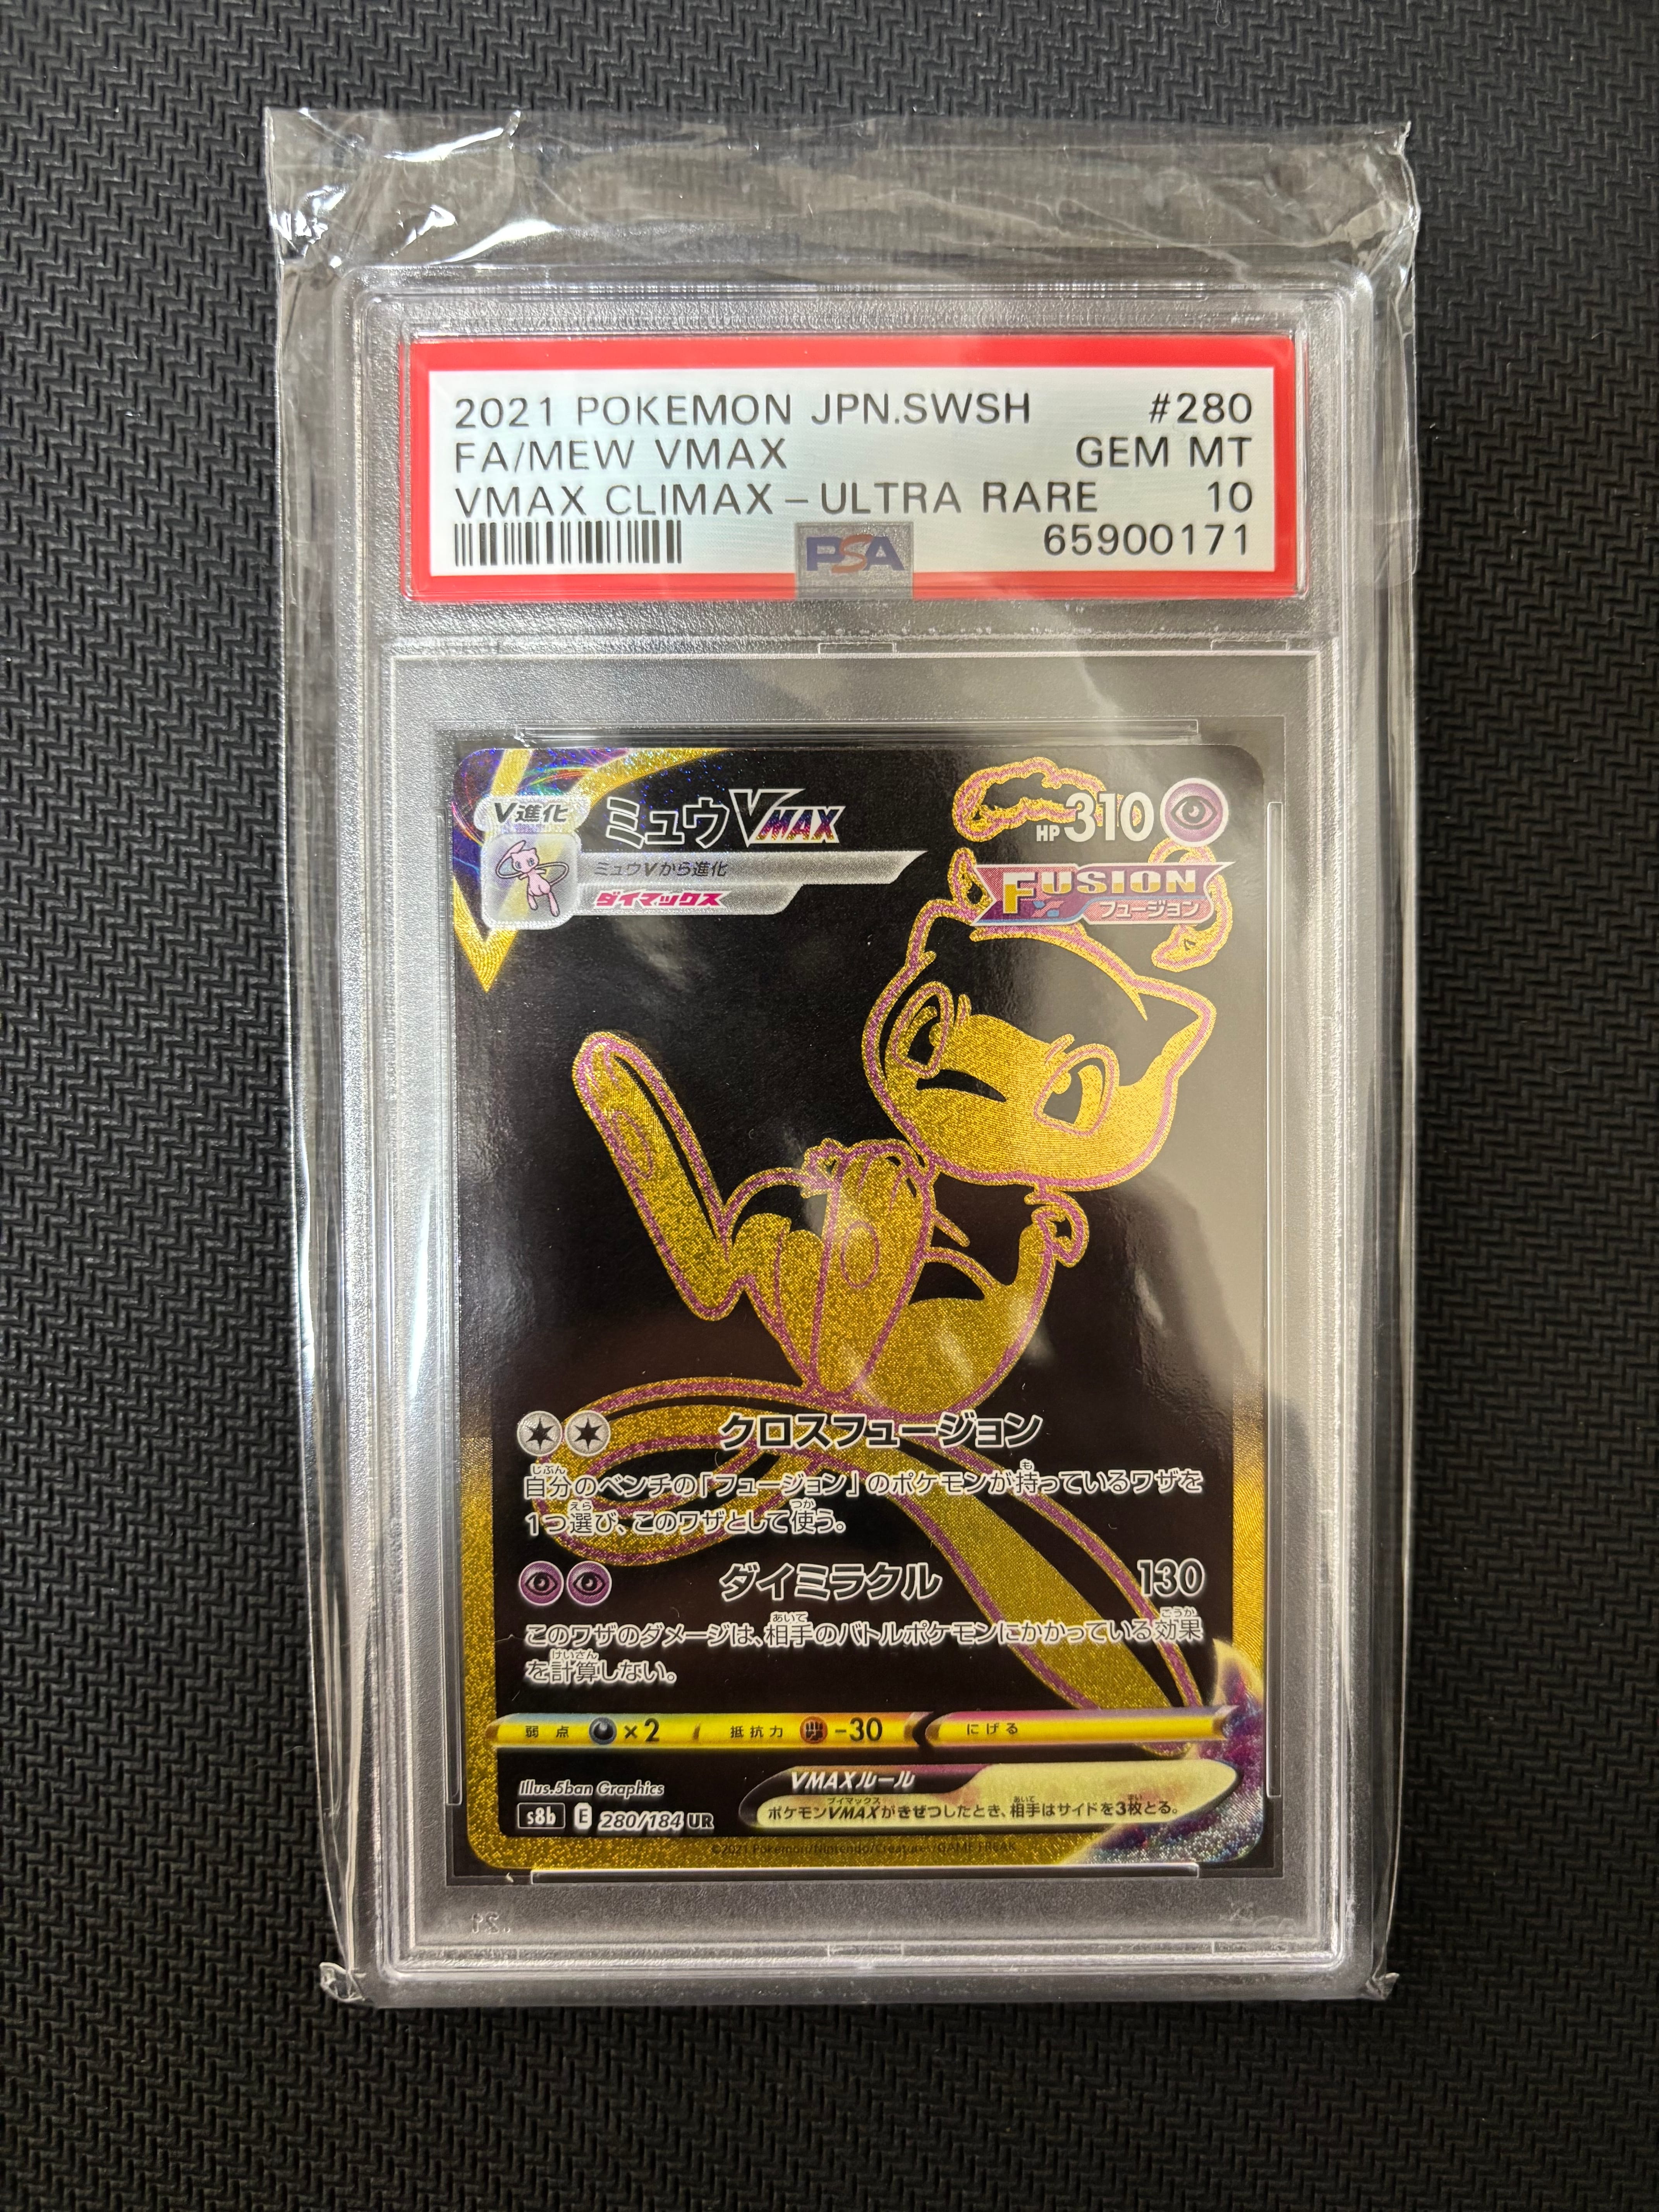 2021 POKEMON JPN.SWSH #280
FA/MEW VMAX GEM MT
VMAX CLIMAX – ULTRA RARE 10
65900171
PSA
V進化 ミュウVMAX HP310
ミュウVから進化
ダイマックス
FUSION
フュージョン
クロスフュージョン
自分のベンチの「フュージョン」のポケモンが持っているワザを
1つ選び、このワザとして使う。
ダイミラクル 130
このワザのダメージは、相手のバトルポケモンにかかっている効果
を計算しない。
弱点 ×2 抵抗力 -30 にげる
Illus.5ban Graphics
s8b E 280/184 UR
VMAXルール
ポケモンVMAXがきぜつしたとき、相手はサイドを3枚とる。
©2021 Pokémon/Nintendo/Creatures/GAME FREAK